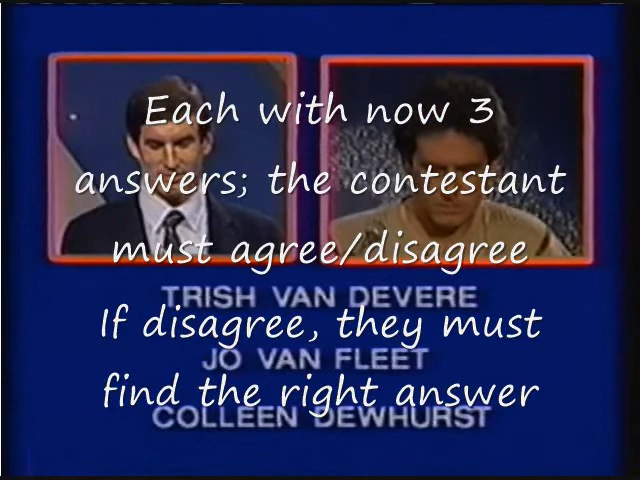 Each with now 3
answers; the contestant
must agree/disagree
TRISH VAN DEVERE
If disagree, they must
JO VAN FLEET
find the right answer
COLLEEN DEWHURST